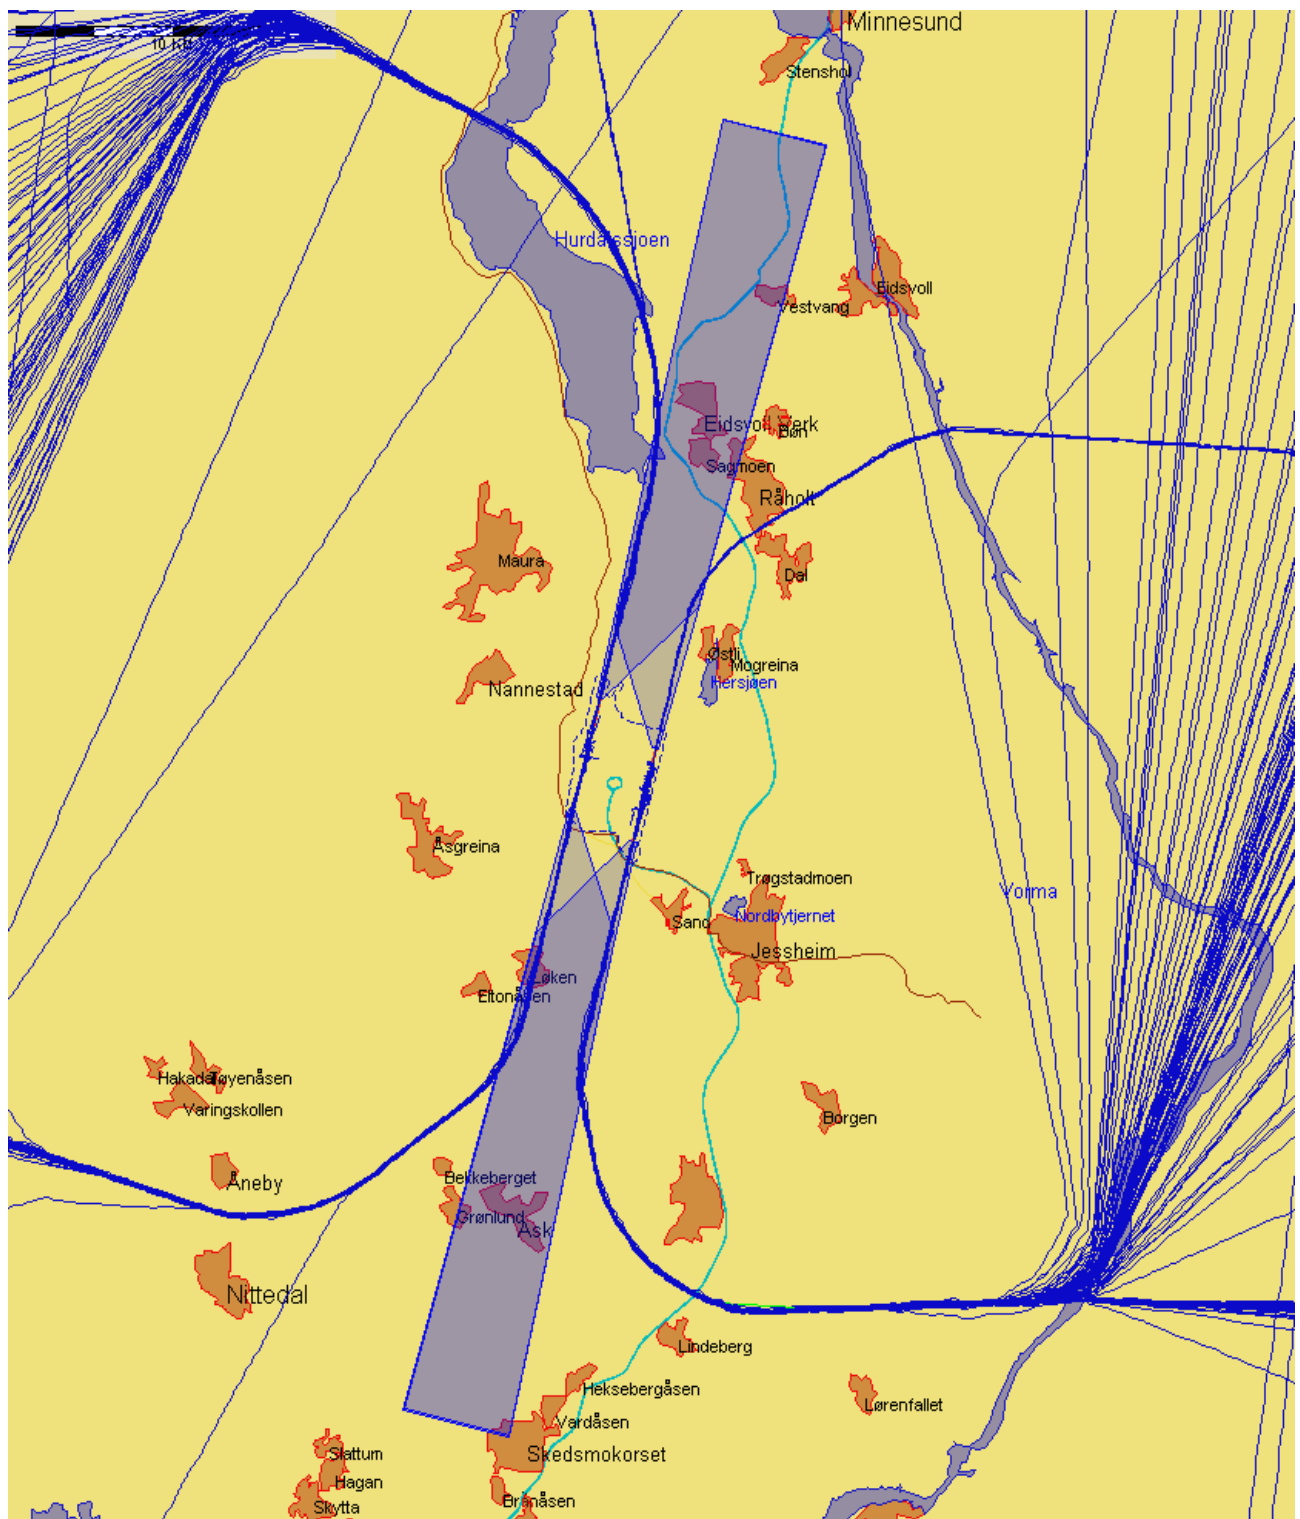 Minnesund
10 KM
Stenshol
Hurdalssjoen
Eidsvoll
Vestvang
Eidsvoll Verk
Bøn
Sagmoen
Råholt
Maura
Dal
Østli
Mogreina
Hersjøen
Nannestad
Åsgreina
Trøgstadmoen
Vorma
Nordbytjernet
Sand
Jessheim
Løken
Eltonåsen
Tøyenåsen
Varingskollen
Borgen
Bekkeberget
Åneby
Grønlund
Ask
Nittedal
Lindeberg
Heksebergåsen
Lørenfallet
Vardåsen
Skedsmokorset
Slattum
Hagan
Brånåsen
Skytta